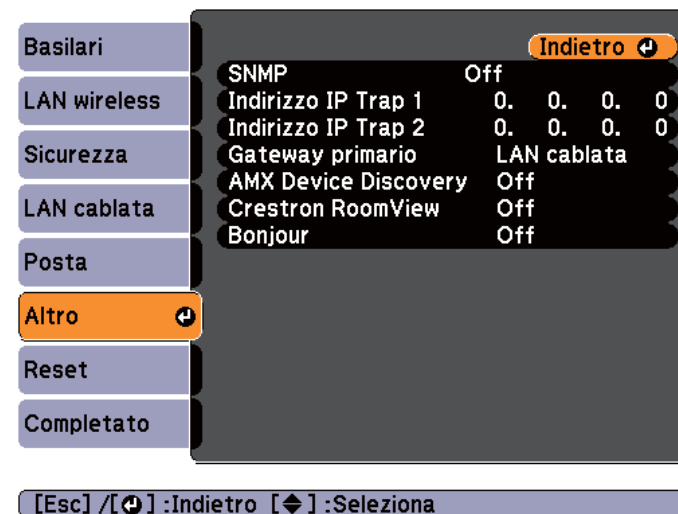 Basilari
LAN wireless
Sicurezza
LAN cablata
Posta
Altro
Reset
Completato
Indietro
SNMP Off
Indirizzo IP Trap 1 0. 0. 0. 0
Indirizzo IP Trap 2 0. 0. 0. 0
Gateway primario LAN cablata
AMX Device Discovery Off
Crestron RoomView Off
Bonjour Off
[Esc] /[⏎] :Indietro [◆] :Seleziona